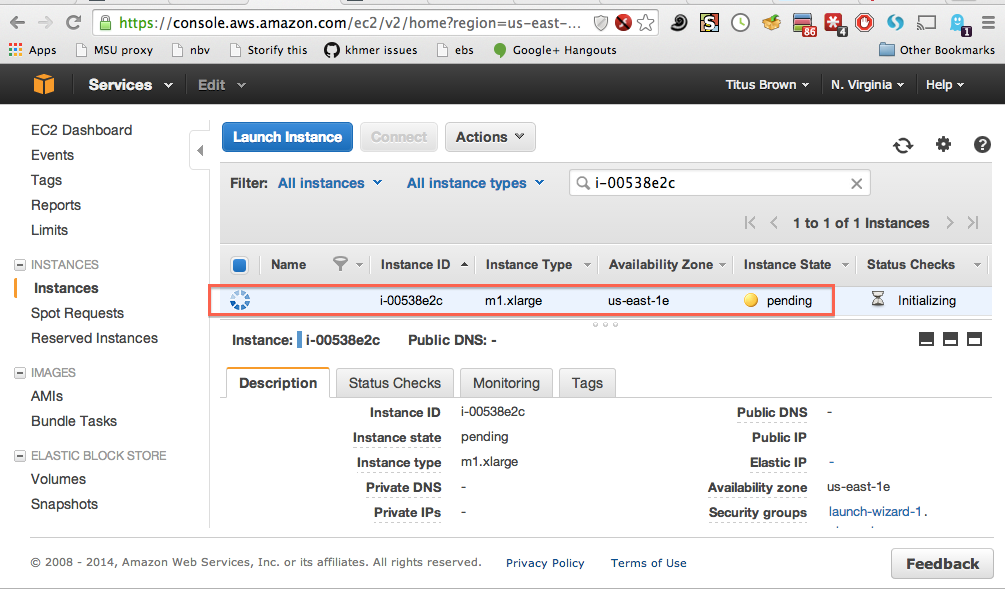 https://console.aws.amazon.com/ec2/v2/home?region=us-east-...
86 4 1
Apps MSU proxy nbv Storify this khmer issues ebs Google+ Hangouts Other Bookmarks
Services Edit Titus Brown N. Virginia Help
EC2 Dashboard
Events
Tags
Reports
Limits
INSTANCES
Instances
Spot Requests
Reserved Instances
IMAGES
AMIs
Bundle Tasks
ELASTIC BLOCK STORE
Volumes
Snapshots
Launch Instance Connect Actions
Filter: All instances All instance types i-00538e2c
1 to 1 of 1 Instances
Name Instance ID Instance Type Availability Zone Instance State Status Checks
i-00538e2c m1.xlarge us-east-1e pending Initializing
Instance: i-00538e2c Public DNS: -
Description Status Checks Monitoring Tags
Instance ID i-00538e2c Public DNS -
Instance state pending Public IP
Instance type m1.xlarge Elastic IP -
Private DNS - Availability zone us-east-1e
Private IPs - Security groups launch-wizard-1.
© 2008 - 2014, Amazon Web Services, Inc. or its affiliates. All rights reserved. Privacy Policy Terms of Use Feedback